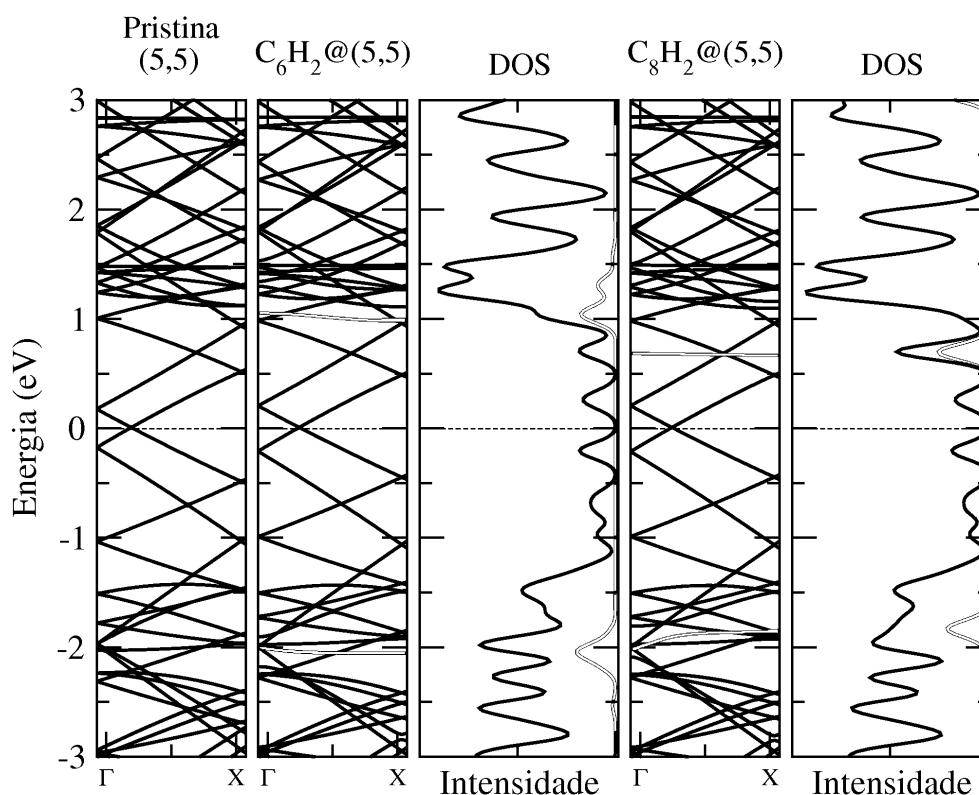 Pristina
(5,5)
C₆H₂@(5,5)
DOS
C₈H₂@(5,5)
DOS
Energia (eV)
3
2
1
0
-1
-2
-3
Γ X
Γ X
Intensidade
Γ X
Intensidade